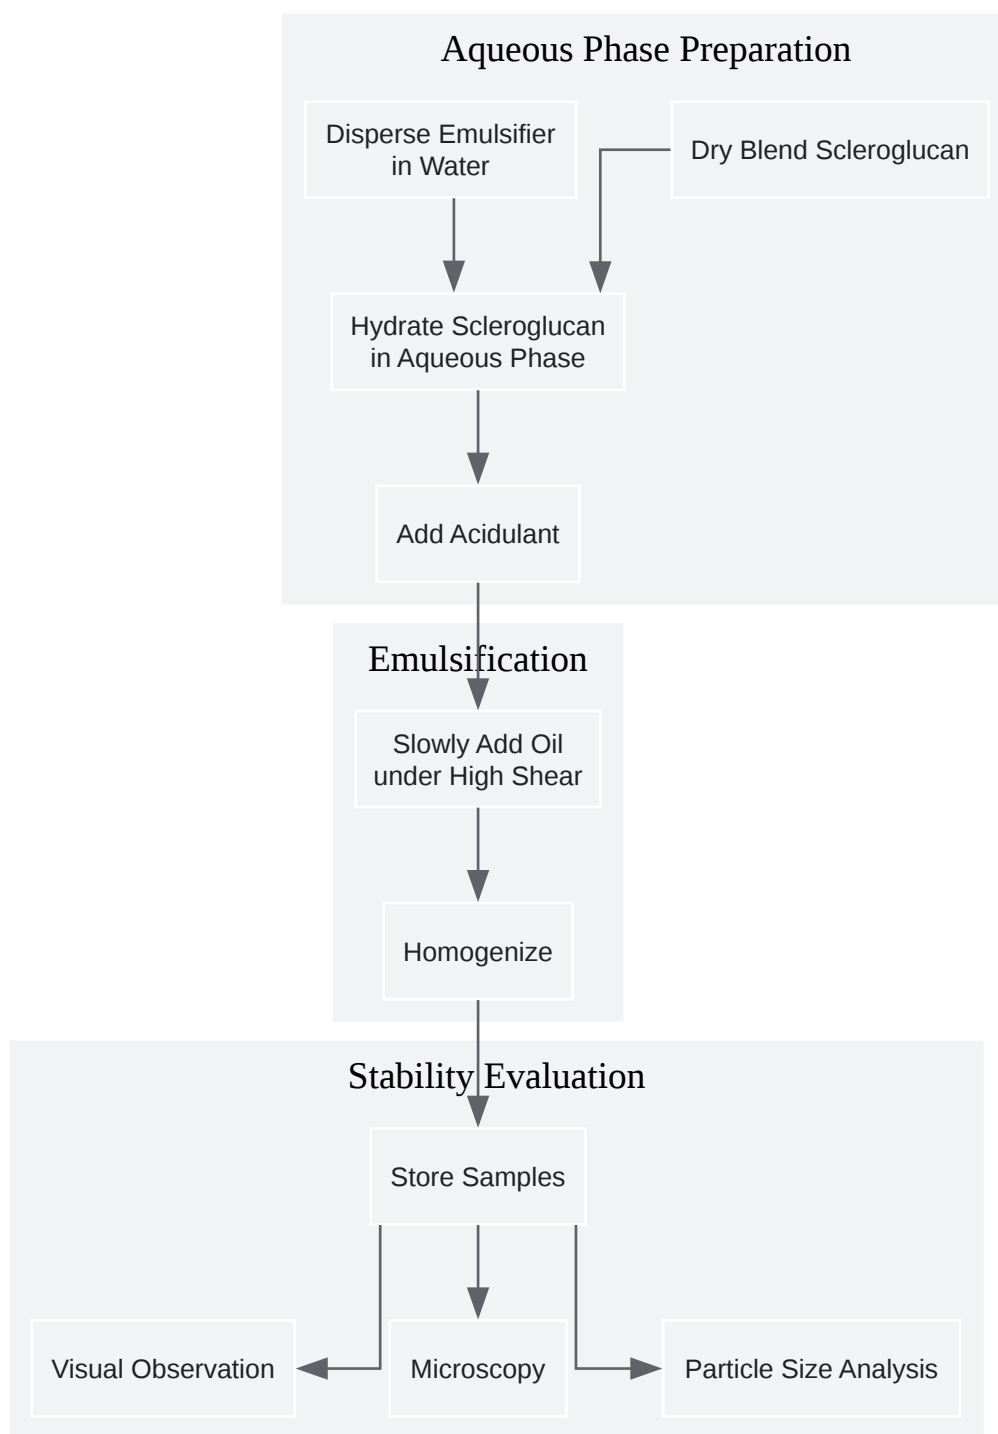 Aqueous Phase Preparation
Disperse Emulsifier
in Water
Dry Blend Scleroglucan
Hydrate Scleroglucan
in Aqueous Phase
Add Acidulant
Emulsification
Slowly Add Oil
under High Shear
Homogenize
Stability Evaluation
Store Samples
Visual Observation
Microscopy
Particle Size Analysis